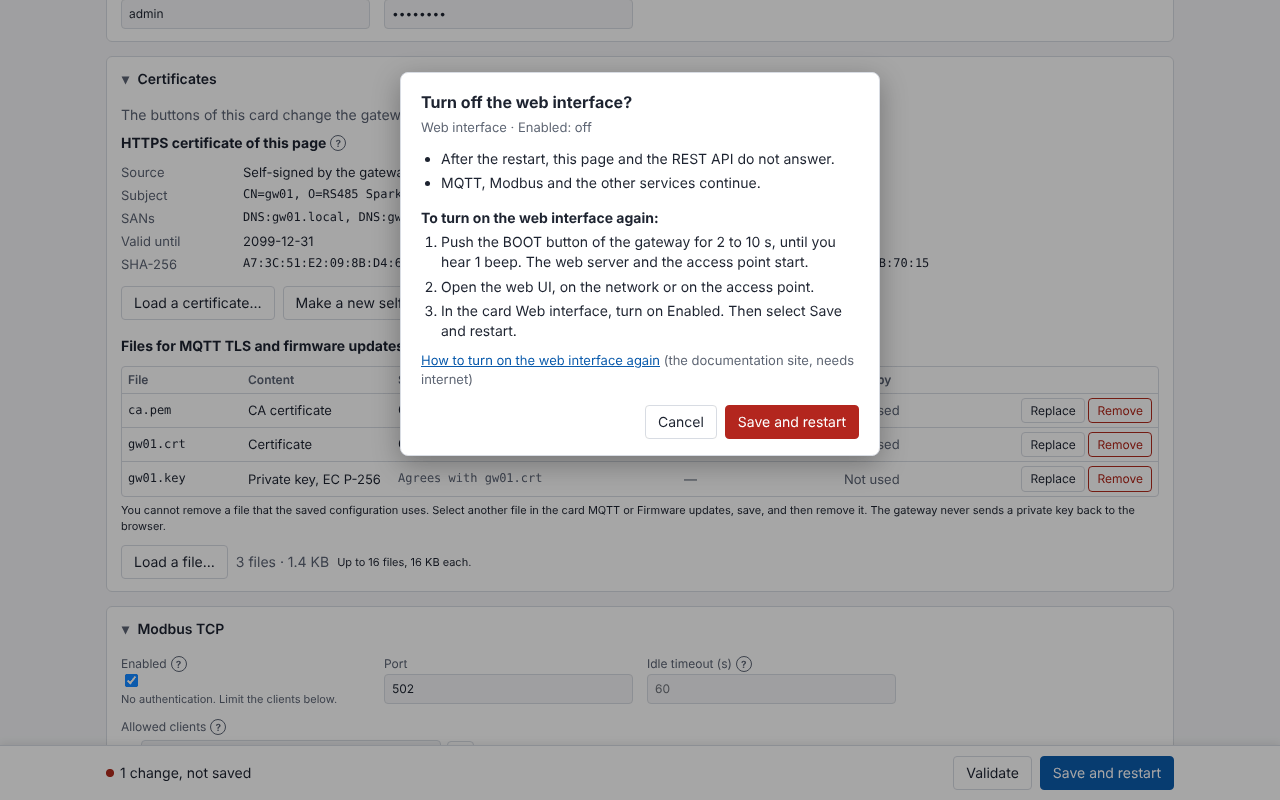 admin
••••••••
▼ Certificates
The buttons of this card change the gatew
HTTPS certificate of this page ?
Source Self-signed by the gatewa
Subject CN=gw01, O=RS485 Spark
SANs DNS:gw01.local, DNS:gw
Valid until 2099-12-31
SHA-256 A7:3C:51:E2:09:8B:D4:6 B:70:15
Load a certificate… Make a new self
Files for MQTT TLS and firmware updates
File Content by
ca.pem CA certificate sed Replace Remove
gw01.crt Certificate sed Replace Remove
gw01.key Private key, EC P-256 Agrees with gw01.crt — Not used Replace Remove
You cannot remove a file that the saved configuration uses. Select another file in the card MQTT or Firmware updates, save, and then remove it. The gateway never sends a private key back to the
browser.
Load a file… 3 files · 1.4 KB Up to 16 files, 16 KB each.
▼ Modbus TCP
Enabled ? Port Idle timeout (s) ?
502 60
No authentication. Limit the clients below.
Allowed clients ?
Turn off the web interface?
Web interface · Enabled: off
• After the restart, this page and the REST API do not answer.
• MQTT, Modbus and the other services continue.
To turn on the web interface again:
1. Push the BOOT button of the gateway for 2 to 10 s, until you
hear 1 beep. The web server and the access point start.
2. Open the web UI, on the network or on the access point.
3. In the card Web interface, turn on Enabled. Then select Save
and restart.
How to turn on the web interface again (the documentation site, needs
internet)
Cancel Save and restart
1 change, not saved Validate Save and restart